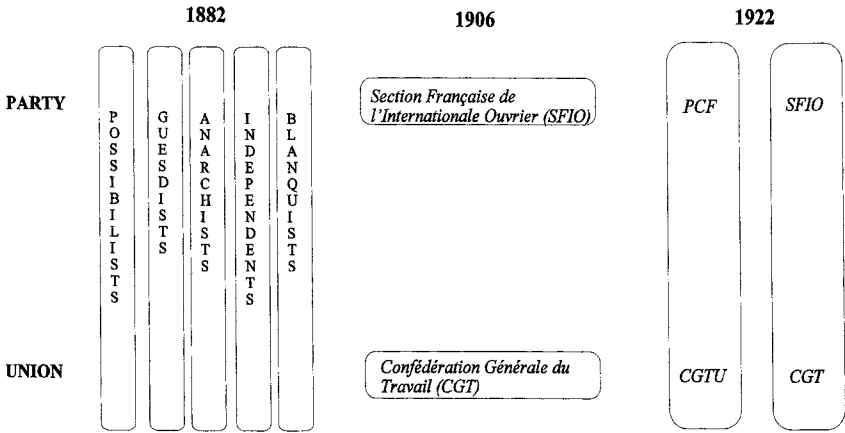 1882 1906 1922
PARTY
POSSIBILISTS
GUESDISTS
ANARCHISTS
INDEPENDENTS
BLANQUISTS
Section Française de
l'Internationale Ouvrier (SFIO)
PCF SFIO
UNION
Confédération Générale du
Travail (CGT)
CGTU CGT